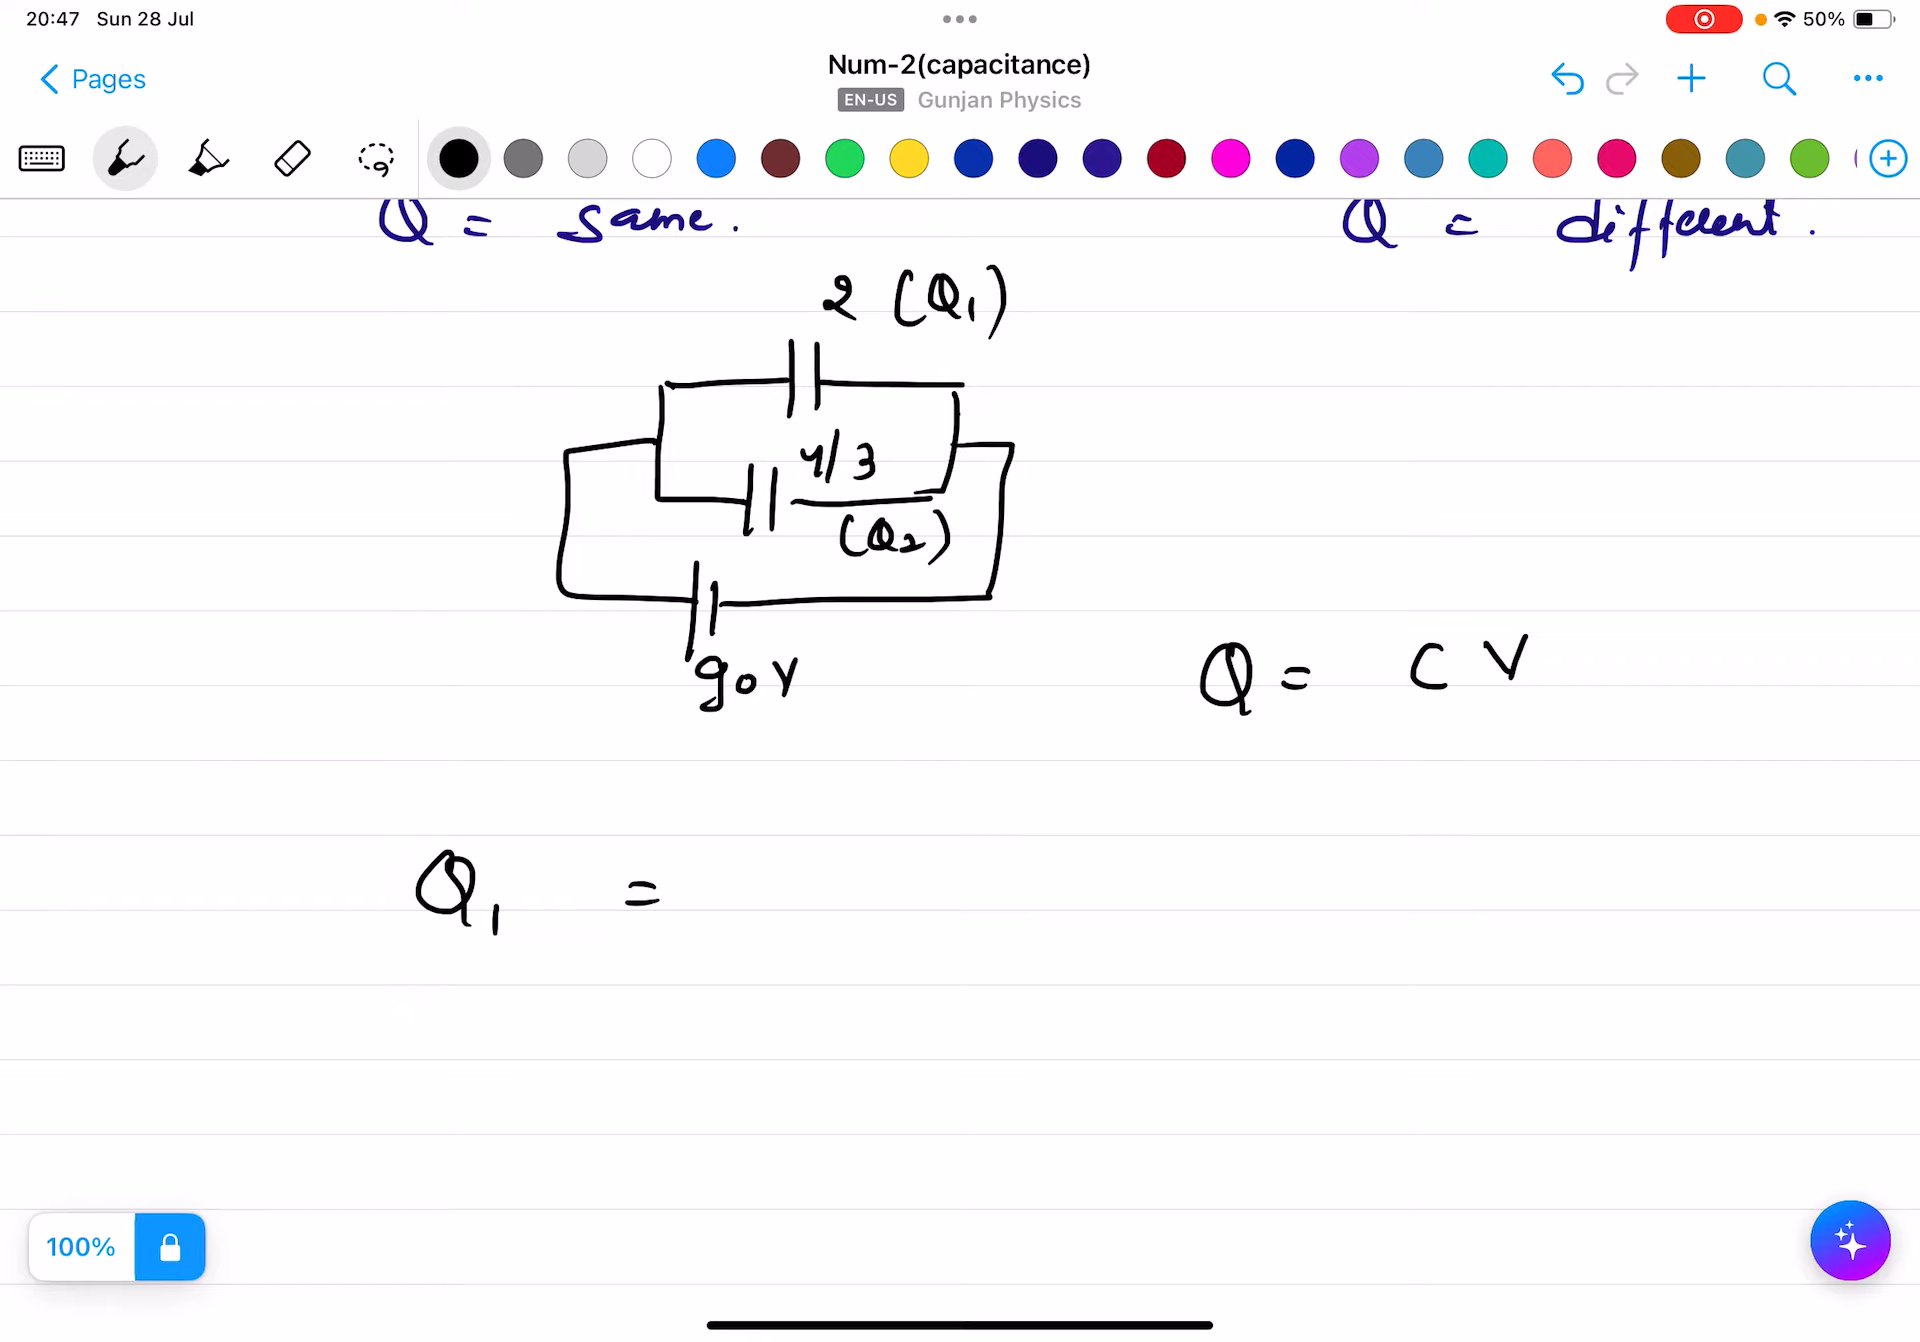 20:47 Sun 28 Jul
50%
Pages
Num-2(capacitance)
EN-US Gunjan Physics
Q = same.
Q = different.
2 (Q1)
4/3
(Q2)
90V
Q = C V
Q1 =
100%